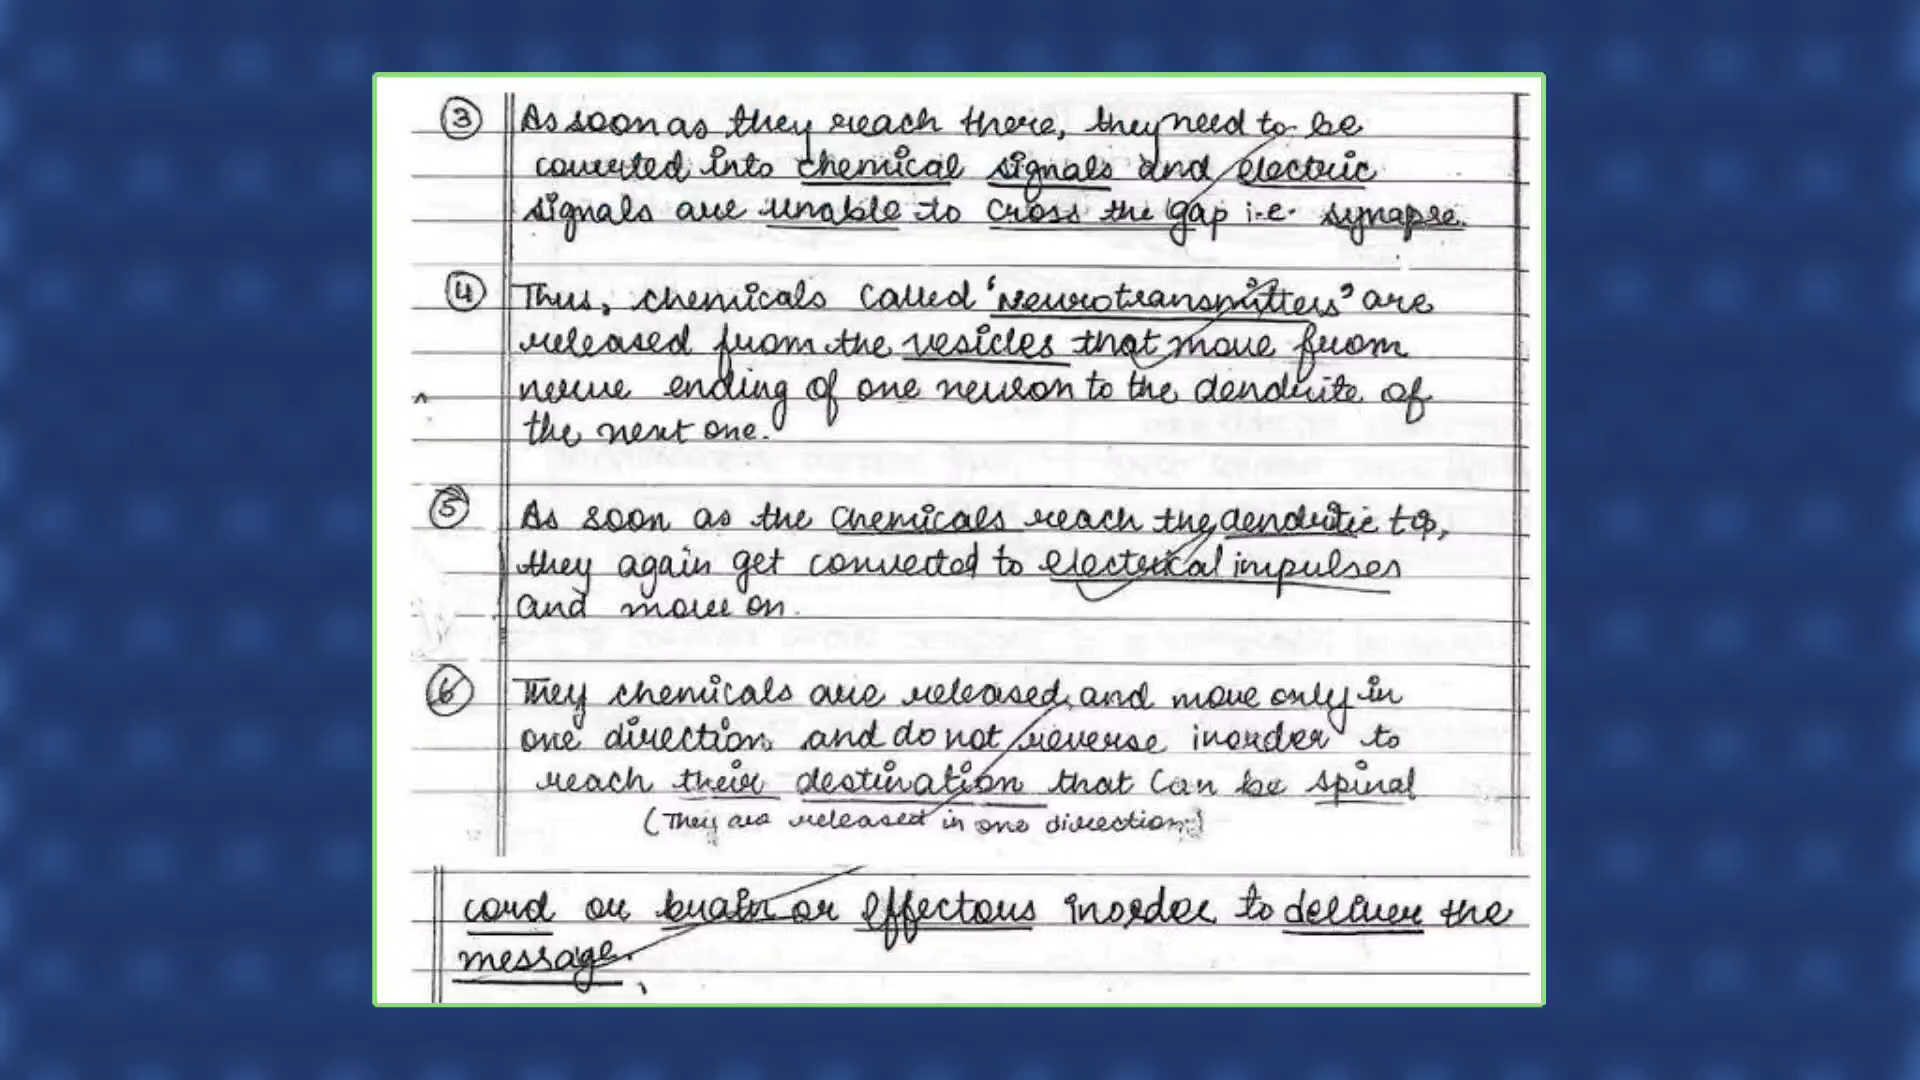 ③ As soon as they reach there, they need to be
converted into chemical signals and electric
signals are unable to cross the gap i.e. synapse.
④ Thus, chemicals called 'neurotransmitters' are
released from the vesicles that move from
nerve ending of one neuron to the dendrite of
the next one.
⑤ As soon as the chemicals reach the dendritic tip,
they again get converted to electrical impulses
and move on.
⑥ They chemicals are released and move only in
one direction and do not reverse inorder to
reach their destination that can be spinal
(They are released in one direction)
cord or brain or effectors inorder to deliver the
message.